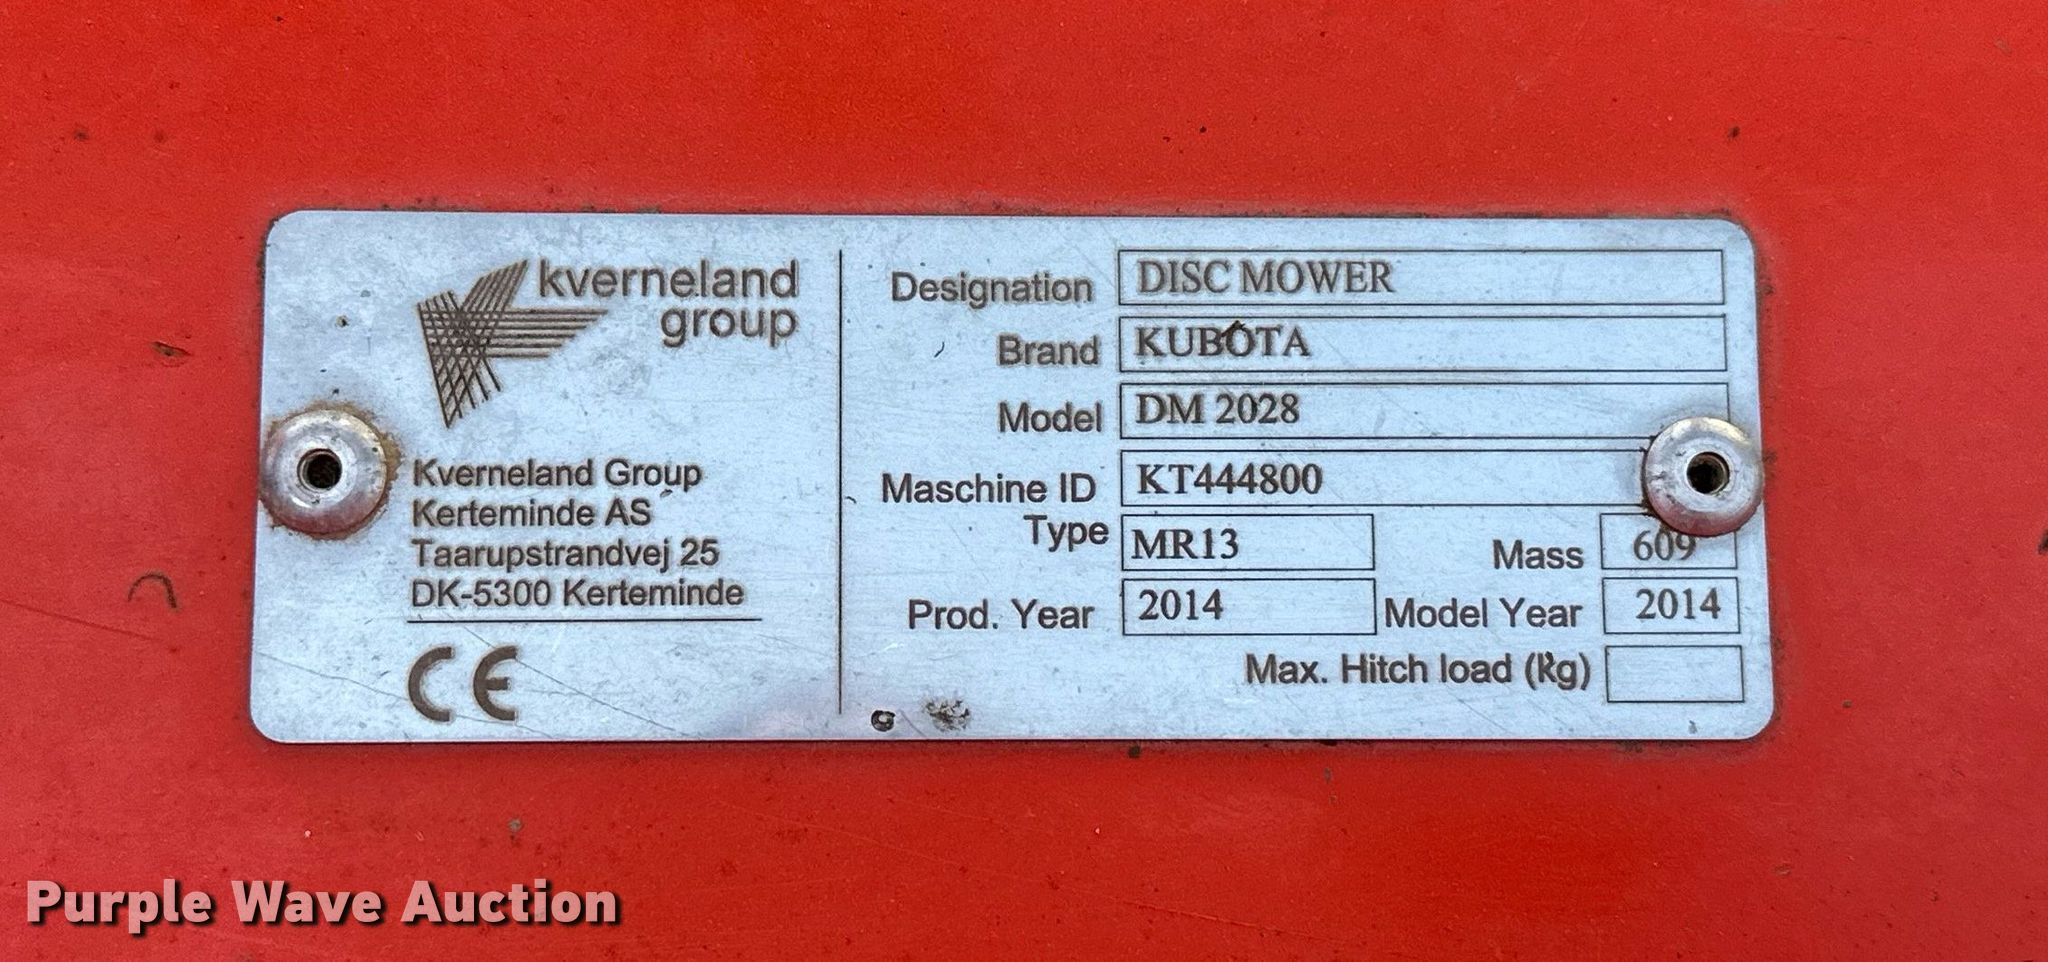 kverneland
group
Kverneland Group
Kerteminde AS
Taarupstrandvej 25
DK-5300 Kerteminde
CE
Designation DISC MOWER
Brand KUBOTA
Model DM 2028
Maschine ID KT444800
Type MR13 Mass 609
Prod. Year 2014 Model Year 2014
Max. Hitch load (kg)
Purple Wave Auction